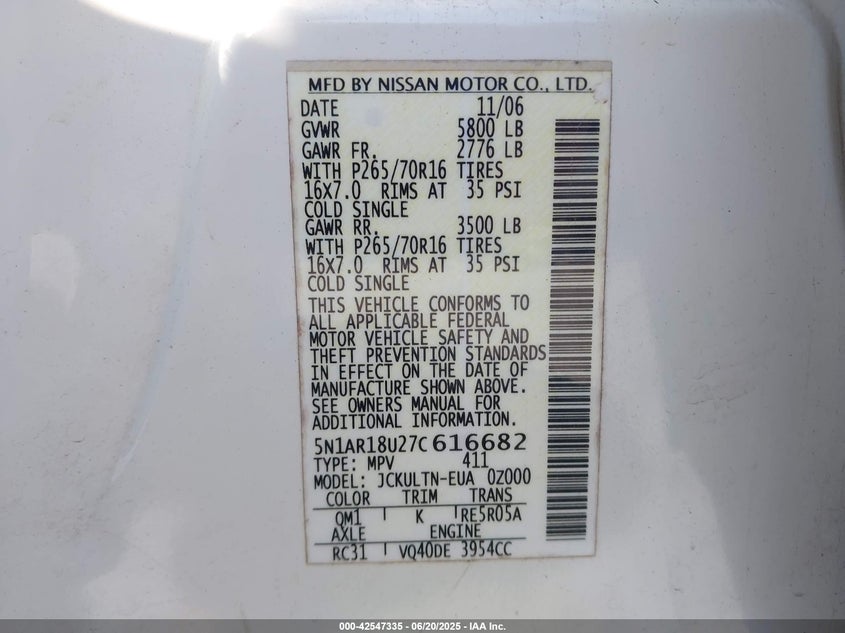 MFD BY NISSAN MOTOR CO., LTD.
DATE 11/06
GVWR 5800 LB
GAWR FR. 2776 LB
WITH P265/70R16 TIRES
16X7.0 RIMS AT 35 PSI
COLD SINGLE
GAWR RR. 3500 LB
WITH P265/70R16 TIRES
16X7.0 RIMS AT 35 PSI
COLD SINGLE
THIS VEHICLE CONFORMS TO
ALL APPLICABLE FEDERAL
MOTOR VEHICLE SAFETY AND
THEFT PREVENTION STANDARDS
IN EFFECT ON THE DATE OF
MANUFACTURE SHOWN ABOVE.
SEE OWNERS MANUAL FOR
ADDITIONAL INFORMATION.
5N1AR18U27C616682
TYPE: MPV 411
MODEL: JCKULTN-EUA 0Z000
COLOR TRIM TRANS
QM1 K RE5R05A
AXLE ENGINE
RC31 VQ40DE 3954CC
000-42547335 - 06/20/2025 - IAA Inc.